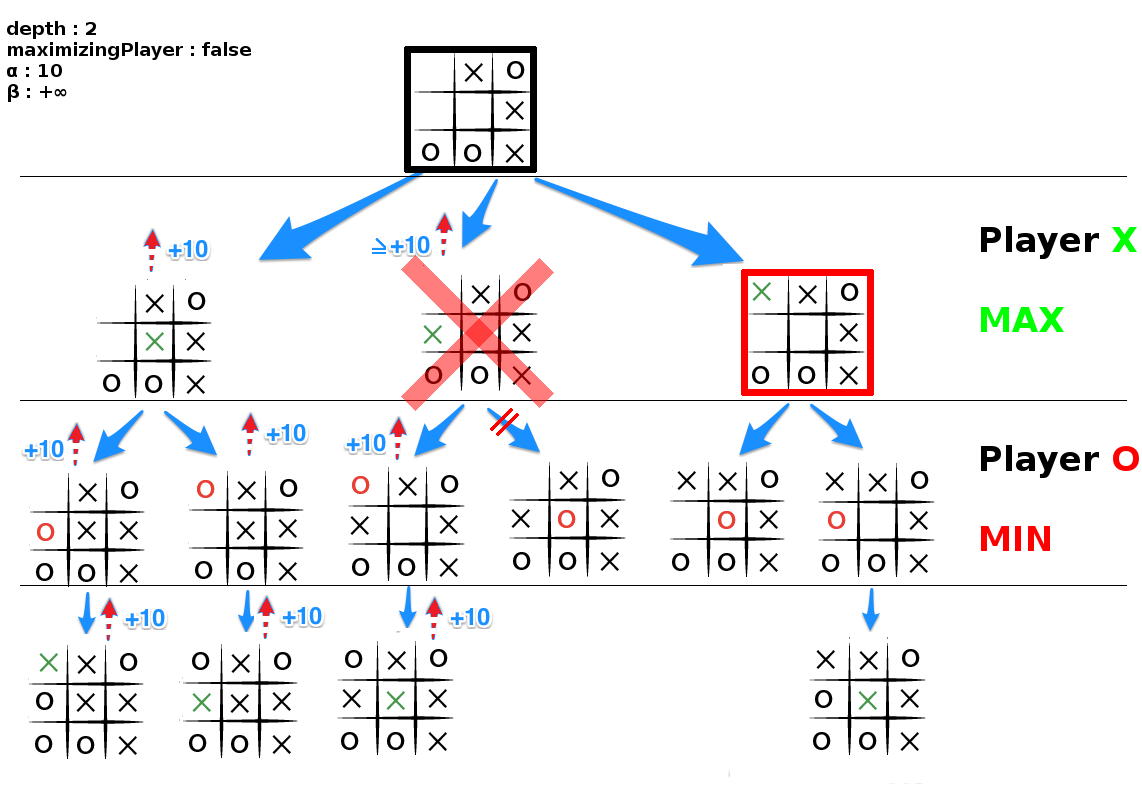 depth : 2
maximizingPlayer : false
α : 10
β : +∞
× O
×
O O ×
Player X
MAX
+10
≥+10
× O
× ×
O O ×
× O
× ×
O O ×
× × O
×
O O ×
Player O
MIN
+10
+10
+10
× O
O × ×
O O ×
O × O
× ×
O O ×
O × O
× ×
O O ×
× O
× O ×
O O ×
× × O
O ×
O O ×
× × O
O ×
O O ×
+10
+10
+10
× × O
O × ×
O O ×
O × O
× × ×
O O ×
O × O
× × ×
O O ×
× × O
O × ×
O O ×